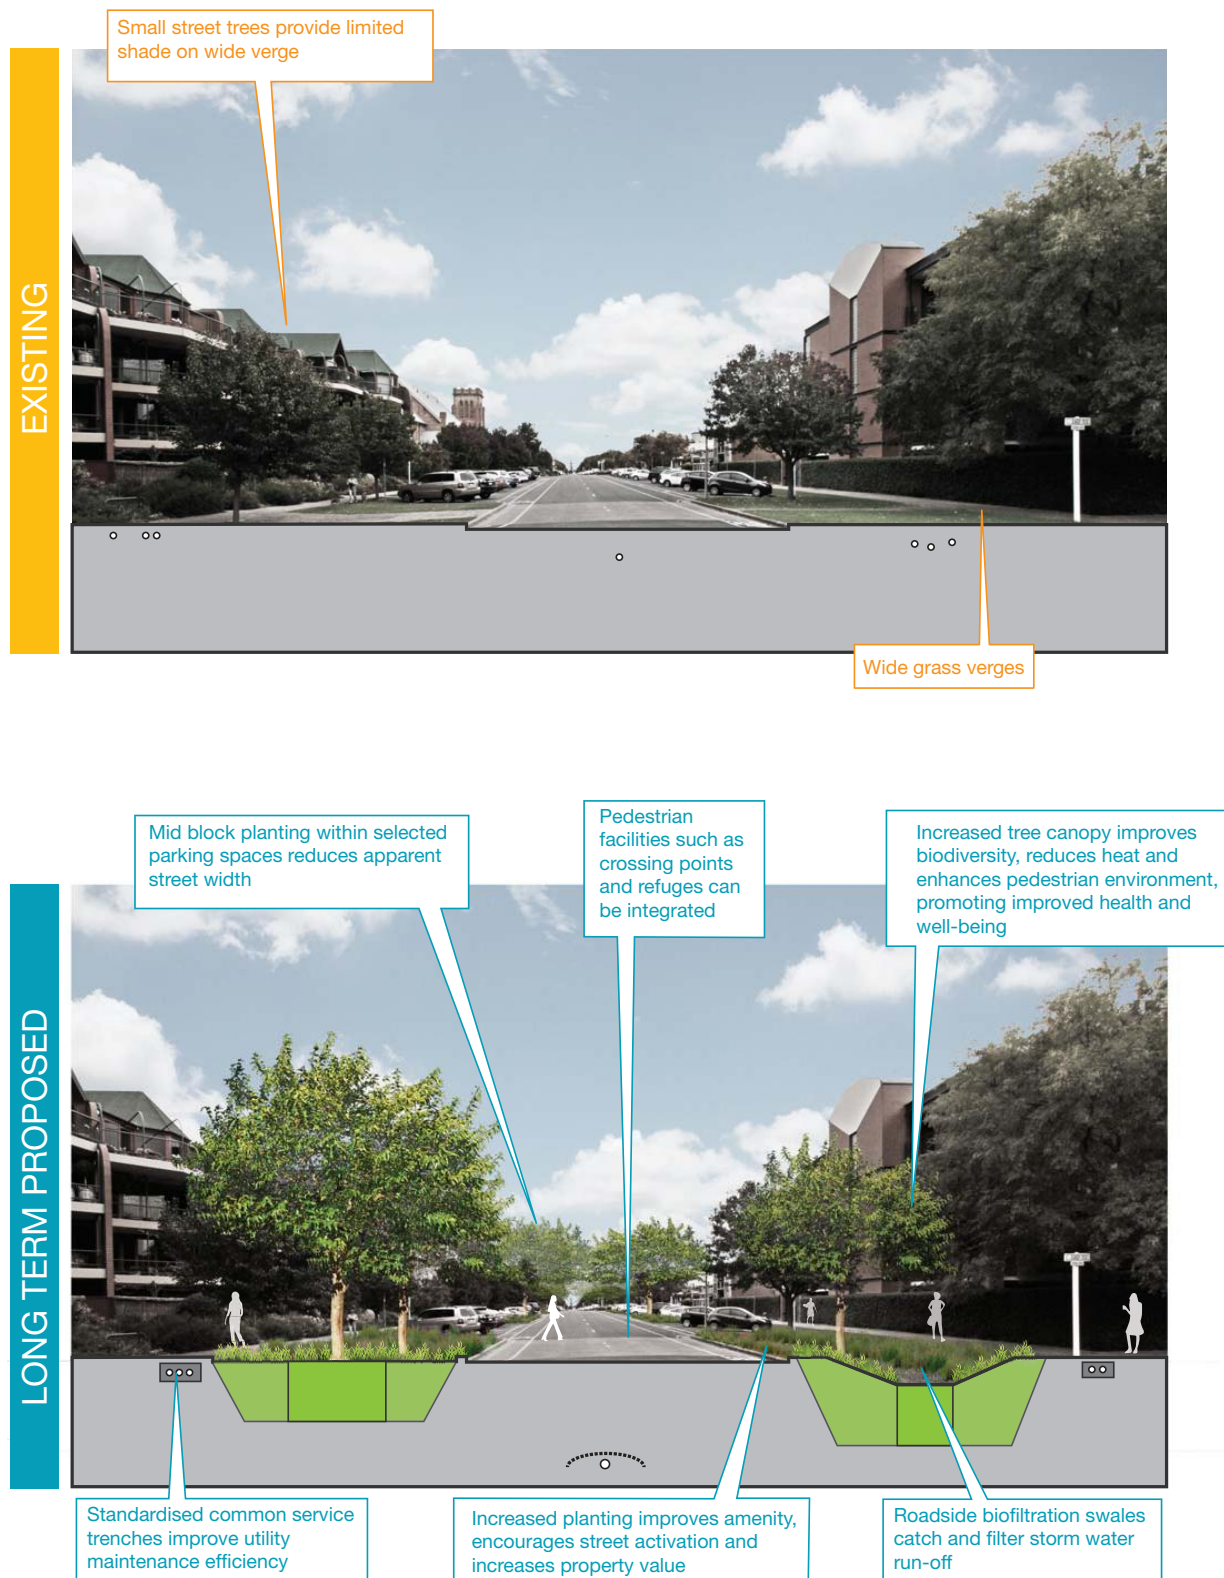 Small street trees provide limited
shade on wide verge
EXISTING
Wide grass verges
Mid block planting within selected
parking spaces reduces apparent
street width
Pedestrian
facilities such as
crossing points
and refuges can
be integrated
Increased tree canopy improves
biodiversity, reduces heat and
enhances pedestrian environment,
promoting improved health and
well-being
LONG TERM PROPOSED
Standardised common service
trenches improve utility
maintenance efficiency
Increased planting improves amenity,
encourages street activation and
increases property value
Roadside biofiltration swales
catch and filter storm water
run-off